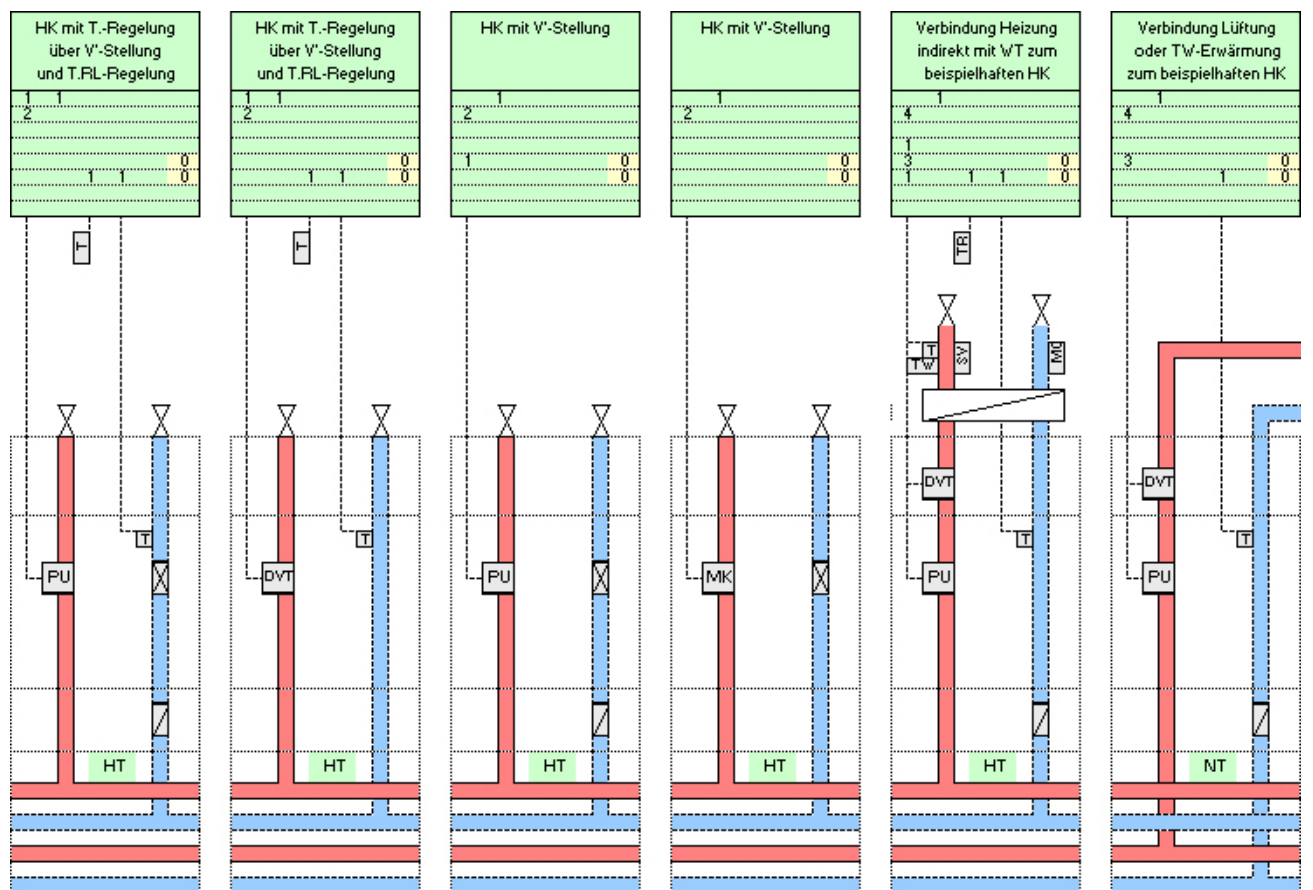 HK mit T.-Regelung
über V'-Stellung
und T.RL-Regelung
1 1
2
0
1 1 0
T
T
PU
HT
HK mit T.-Regelung
über V'-Stellung
und T.RL-Regelung
1 1
2
0
1 1 0
T
T
DVT
HT
HK mit V'-Stellung
1
2
1 0
0
PU
HT
HK mit V'-Stellung
1
2
0
0
MK
HT
Verbindung Heizung
indirekt mit WT zum
beispielhaften HK
1
4
1
3 0
1 1 1 0
TR
T
TW
SV
DVT
T
PU
HT
Verbindung Lüftung
oder TW-Erwärmung
zum beispielhaften HK
1
4
3 0
1 0
DVT
T
PU
NT